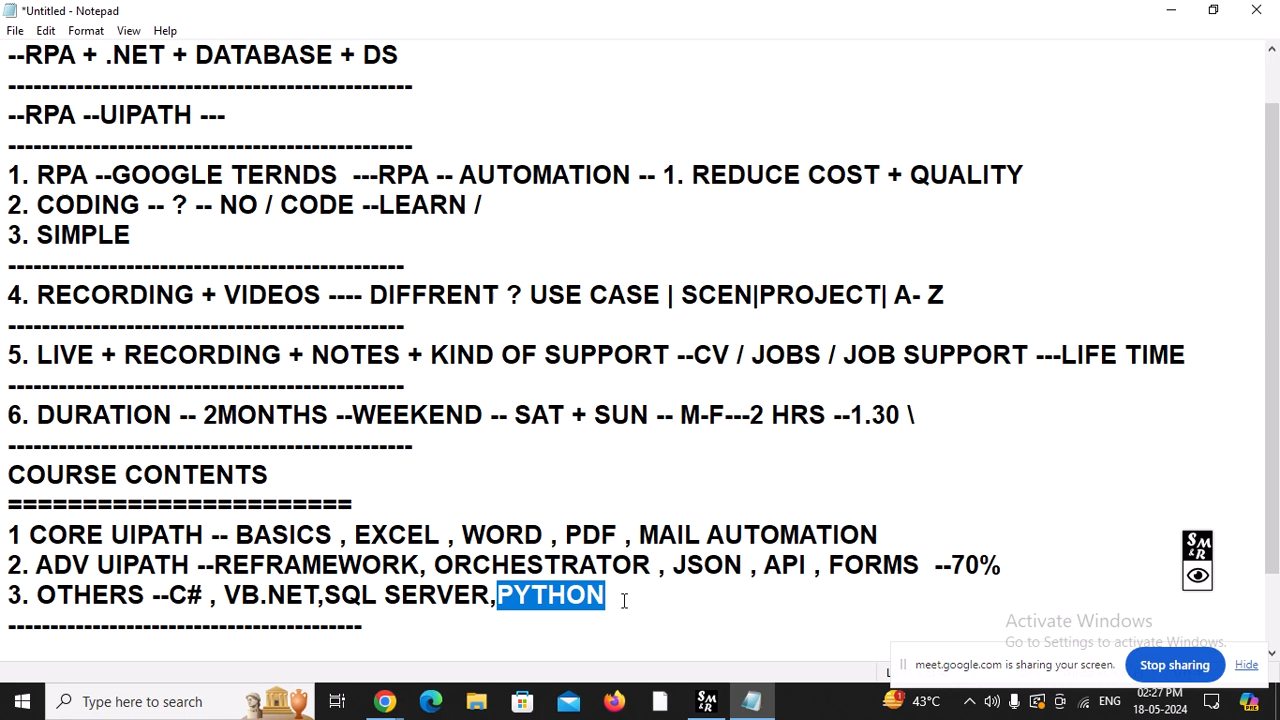 *Untitled - Notepad
File Edit Format View Help
--RPA + .NET + DATABASE + DS
------------------------------------------------
--RPA --UIPATH ---
------------------------------------------------
1. RPA --GOOGLE TERNDS ---RPA -- AUTOMATION -- 1. REDUCE COST + QUALITY
2. CODING -- ? -- NO / CODE --LEARN /
3. SIMPLE
-----------------------------------------------
4. RECORDING + VIDEOS ---- DIFFRENT ? USE CASE | SCEN|PROJECT| A- Z
-----------------------------------------------
5. LIVE + RECORDING + NOTES + KIND OF SUPPORT --CV / JOBS / JOB SUPPORT ---LIFE TIME
-----------------------------------------------
6. DURATION -- 2MONTHS --WEEKEND -- SAT + SUN -- M-F---2 HRS --1.30 \
------------------------------------------------
COURSE CONTENTS
=======================
1 CORE UIPATH -- BASICS , EXCEL , WORD , PDF , MAIL AUTOMATION
2. ADV UIPATH --REFRAMEWORK, ORCHESTRATOR , JSON , API , FORMS --70%
3. OTHERS --C# , VB.NET,SQL SERVER,PYTHON
------------------------------------------
SM
&R
Activate Windows
Go to Settings to activate Windows.
meet.google.com is sharing your screen. Stop sharing Hide
Type here to search
SM
&R
43°C
ENG
02:27 PM
18-05-2024
PRE